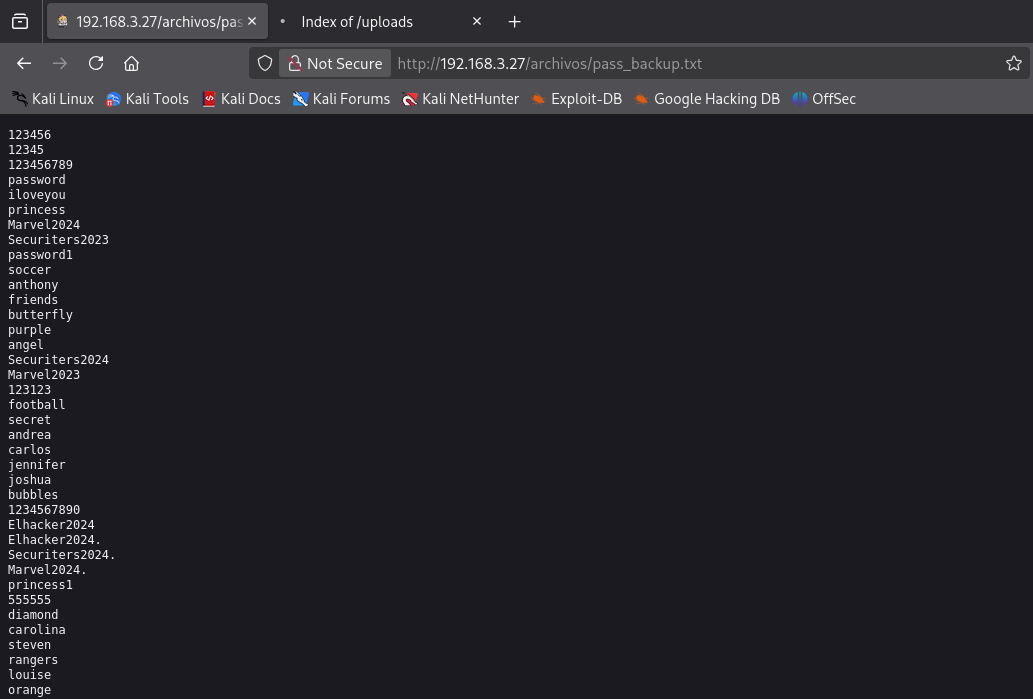 192.168.3.27/archivos/pas
Index of /uploads
Not Secure
http://192.168.3.27/archivos/pass_backup.txt
Kali Linux
Kali Tools
Kali Docs
Kali Forums
Kali NetHunter
Exploit-DB
Google Hacking DB
OffSec
123456
12345
123456789
password
iloveyou
princess
Marvel2024
Securiters2023
password1
soccer
anthony
friends
butterfly
purple
angel
Securiters2024
Marvel2023
123123
football
secret
andrea
carlos
jennifer
joshua
bubbles
1234567890
Elhacker2024
Elhacker2024.
Securiters2024.
Marvel2024.
princess1
555555
diamond
carolina
steven
rangers
louise
orange